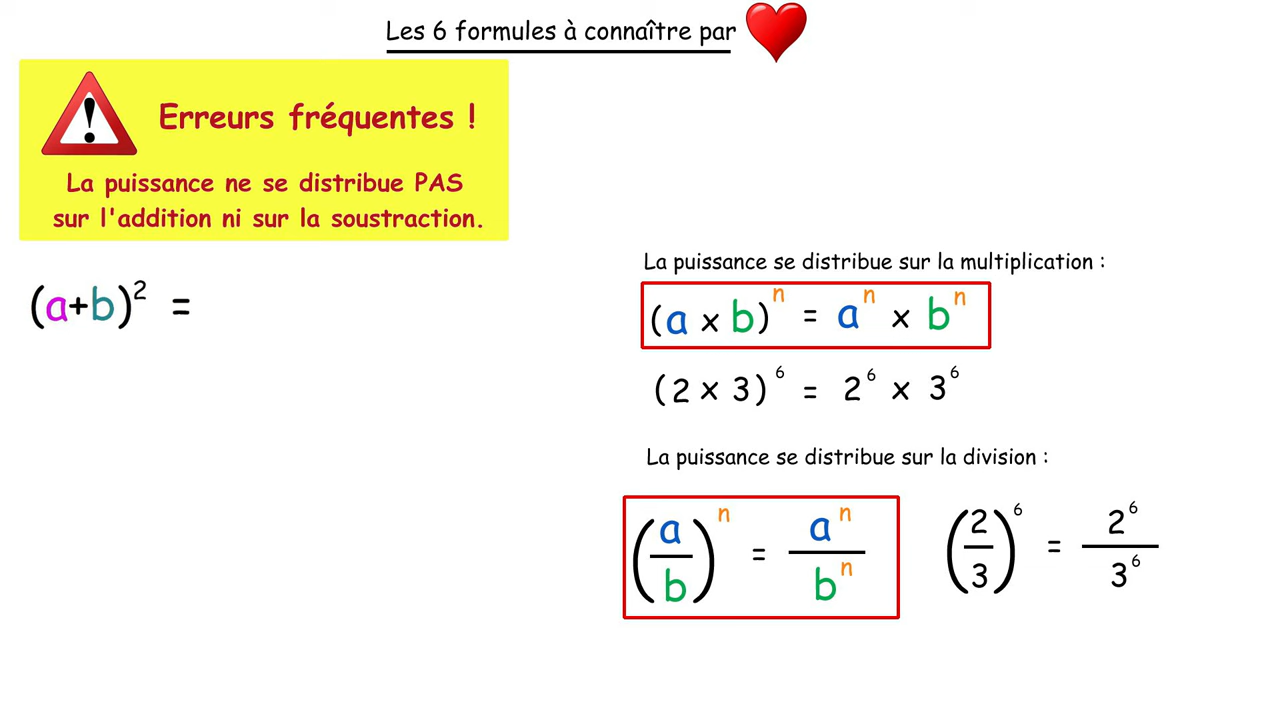 Les 6 formules à connaître par
Erreurs fréquentes !
La puissance ne se distribue PAS
sur l'addition ni sur la soustraction.
(a+b)² =
La puissance se distribue sur la multiplication :
(a x b)ⁿ = aⁿ x bⁿ
(2 x 3)⁶ = 2⁶ x 3⁶
La puissance se distribue sur la division :
(a/b)ⁿ = aⁿ/bⁿ
(2/3)⁶ = 2⁶/3⁶